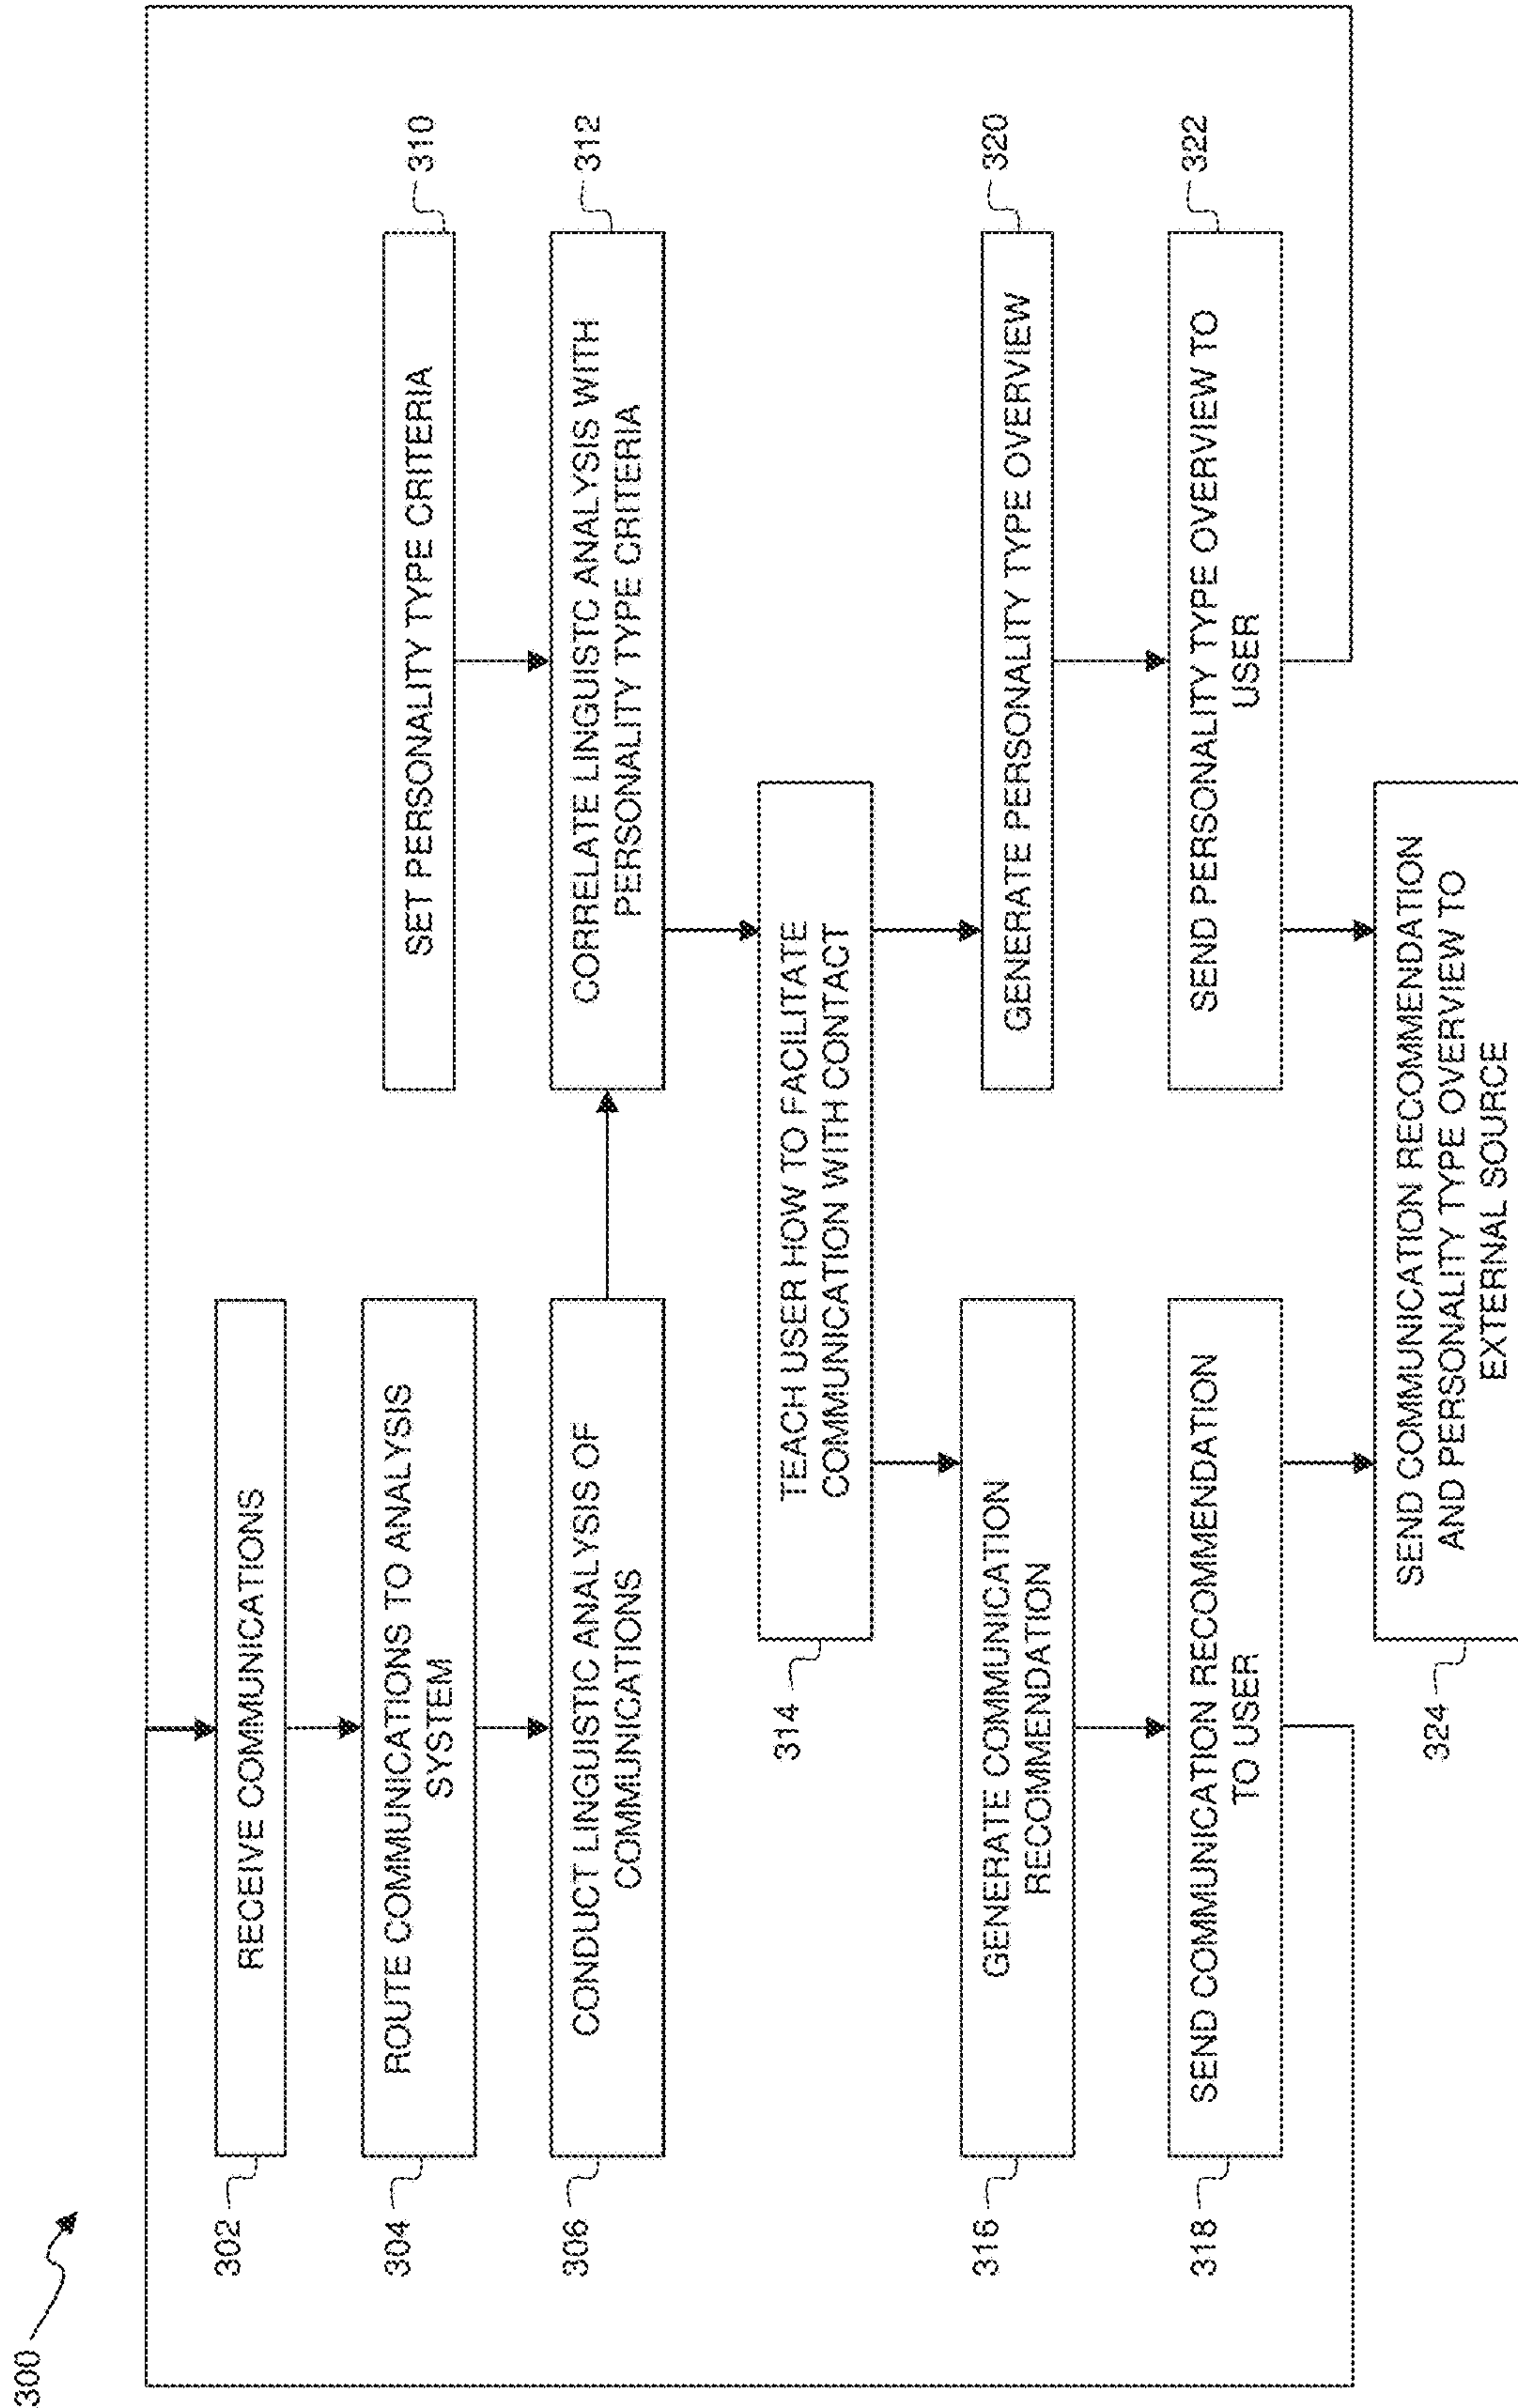 300
302
RECEIVE COMMUNICATIONS
304
ROUTE COMMUNICATIONS TO ANALYSIS
SYSTEM
306
CONDUCT LINGUISTIC ANALYSIS OF
COMMUNICATIONS
310
SET PERSONALITY TYPE CRITERIA
312
CORRELATE LINGUISTC ANALYSIS WITH
PERSONALITY TYPE CRITERIA
314
TEACH USER HOW TO FACILITATE
COMMUNICATION WITH CONTACT
316
GENERATE COMMUNICATION
RECOMMENDATION
318
SEND COMMUNICATION RECOMMENDATION
TO USER
320
GENERATE PERSONALITY TYPE OVERVIEW
322
SEND PERSONALITY TYPE OVERVIEW TO
USER
324
SEND COMMUNICATION RECOMMENDATION
AND PERSONALITY TYPE OVERVIEW TO
EXTERNAL SOURCE